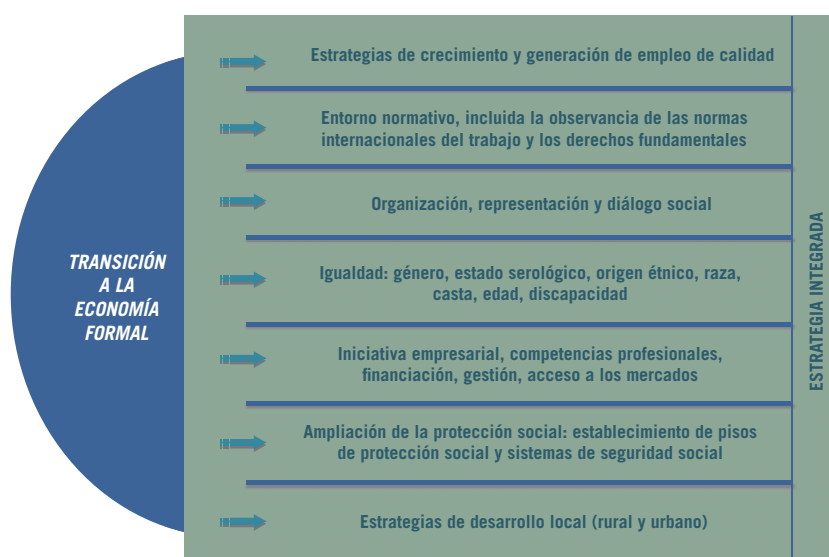 TRANSICIÓN
A LA
ECONOMÍA
FORMAL
Estrategias de crecimiento y generación de empleo de calidad
Entorno normativo, incluida la observancia de las normas
internacionales del trabajo y los derechos fundamentales
Organización, representación y diálogo social
Igualdad: género, estado serológico, origen étnico, raza,
casta, edad, discapacidad
Iniciativa empresarial, competencias profesionales,
financiación, gestión, acceso a los mercados
Ampliación de la protección social: establecimiento de pisos
de protección social y sistemas de seguridad social
Estrategias de desarrollo local (rural y urbano)
ESTRATEGIA INTEGRADA